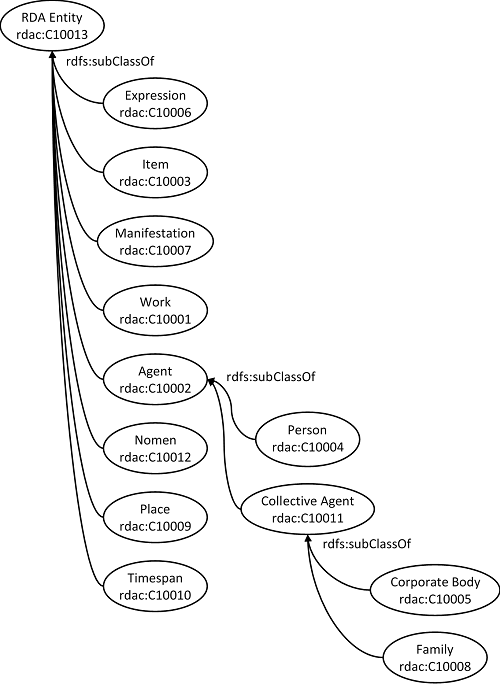 RDA Entity
rdac:C10013
rdfs:subClassOf
Expression
rdac:C10006
Item
rdac:C10003
Manifestation
rdac:C10007
Work
rdac:C10001
Agent
rdac:C10002
rdfs:subClassOf
Person
rdac:C10004
Nomen
rdac:C10012
Collective Agent
rdac:C10011
Place
rdac:C10009
rdfs:subClassOf
Timespan
rdac:C10010
Corporate Body
rdac:C10005
Family
rdac:C10008